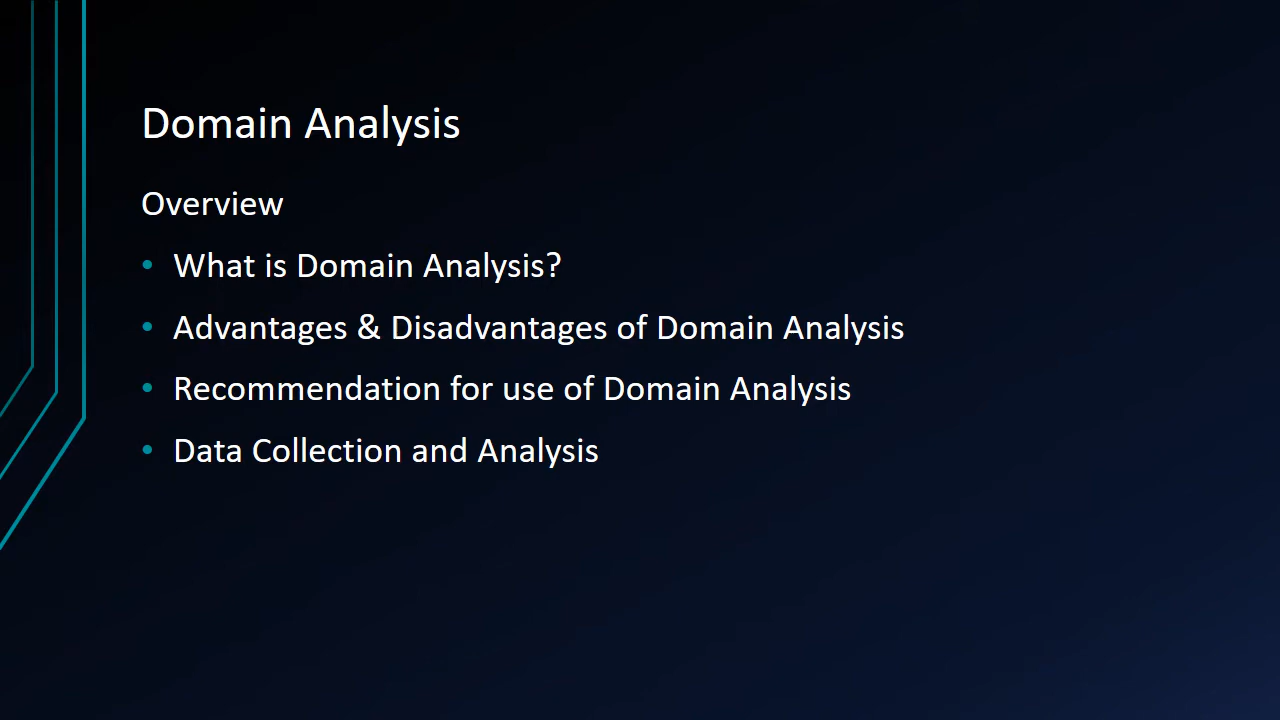 Domain Analysis
Overview
• What is Domain Analysis?
• Advantages & Disadvantages of Domain Analysis
• Recommendation for use of Domain Analysis
• Data Collection and Analysis